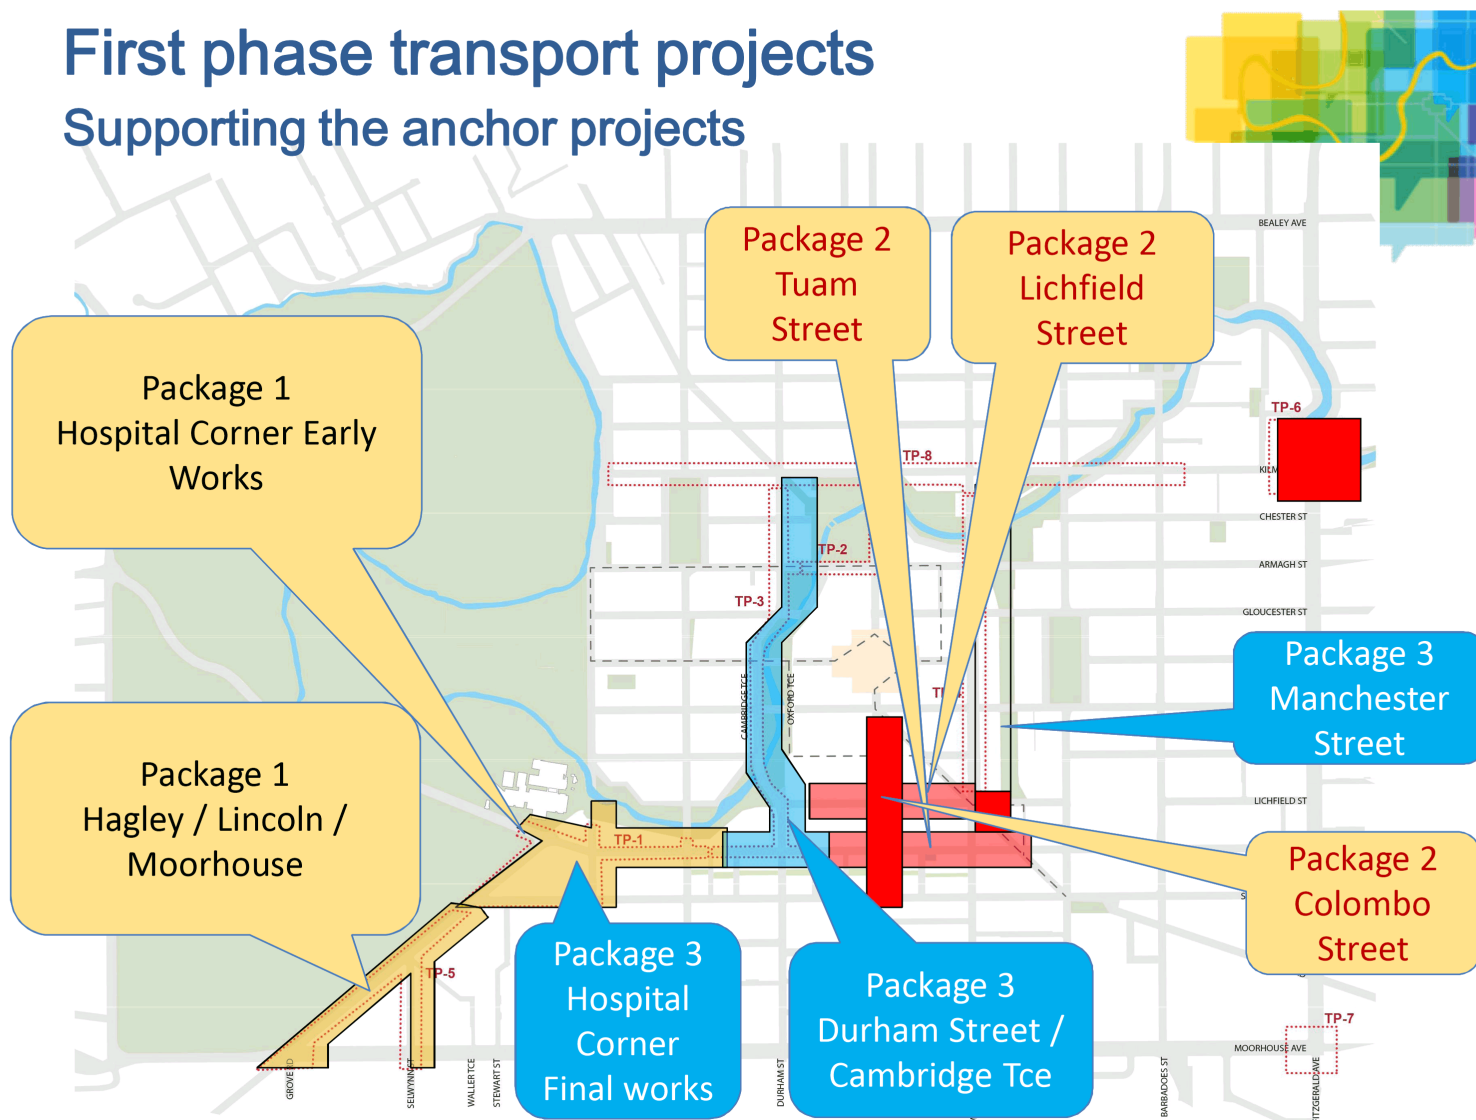 First phase transport projects
Supporting the anchor projects
BEALEY AVE
Package 2
Tuam
Street
Package 2
Lichfield
Street
Package 1
Hospital Corner Early
Works
TP-6
TP-8
CHESTER ST
TP-2
ARMAGH ST
TP-3
GLOUCESTER ST
Package 3
Manchester
Street
CAMBRIDGE TCE
OXFORD TCE
Package 1
Hagley / Lincoln /
Moorhouse
LICHFIELD ST
TP-1
Package 2
Colombo
Street
TP-5
Package 3
Hospital
Corner
Final works
Package 3
Durham Street /
Cambridge Tce
TP-7
MOORHOUSE AVE
GROVE RD
SELWYN ST
WALLER TCE
STEWART ST
DURHAM ST
BARBADOES ST